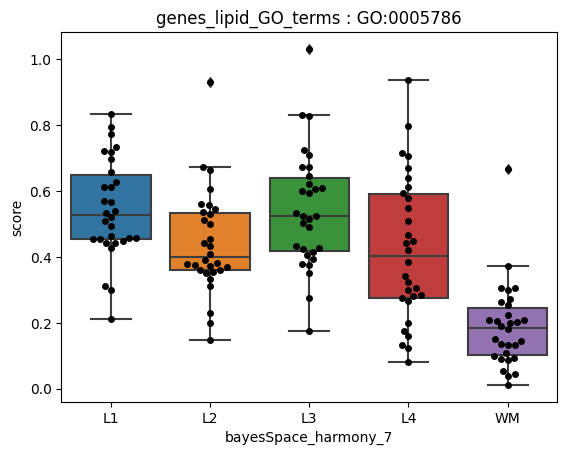 genes_lipid_GO_terms : GO:0005786
1.0
0.8
0.6
0.4
0.2
0.0
score
L1 L2 L3 L4 WM
bayesSpace_harmony_7